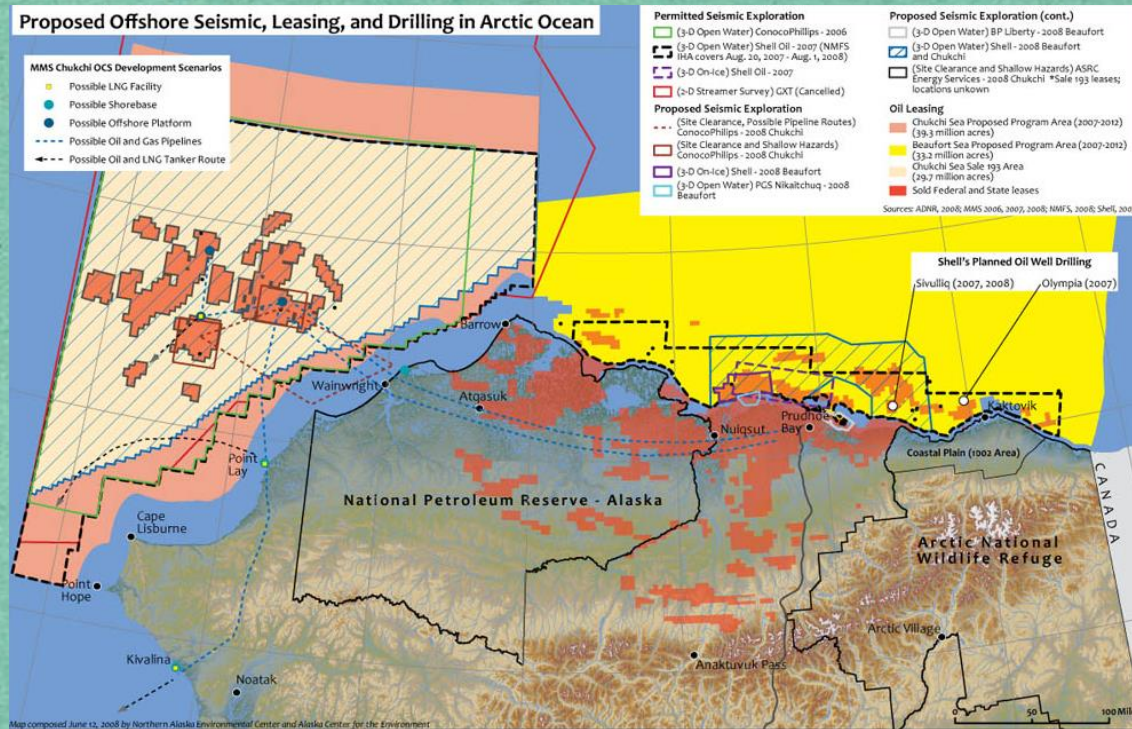 Proposed Offshore Seismic, Leasing, and Drilling in Arctic Ocean
MMS Chukchi OCS Development Scenarios
Possible LNG Facility
Possible Shorebase
Possible Offshore Platform
Possible Oil and Gas Pipelines
Possible Oil and LNG Tanker Route
Permitted Seismic Exploration
(3-D Open Water) ConocoPhillips - 2006
(3-D Open Water) Shell Oil - 2007 (NMFS
IHA covers Aug. 20, 2007 - Aug. 1, 2008)
(3-D On-Ice) Shell Oil - 2007
(2-D Streamer Survey) GXT (Cancelled)
Proposed Seismic Exploration
(Site Clearance, Possible Pipeline Routes)
ConocoPhilips - 2008 Chukchi
(Site Clearance and Shallow Hazards)
ConocoPhilips - 2008 Chukchi
(3-D On-Ice) Shell - 2008 Beaufort
(3-D Open Water) PGS Nikaitchuq - 2008
Beaufort
Proposed Seismic Exploration (cont.)
(3-D Open Water) BP Liberty - 2008 Beaufort
(3-D Open Water) Shell - 2008 Beaufort
and Chukchi
(Site Clearance and Shallow Hazards) ASRC
Energy Services - 2008 Chukchi *Sale 193 leases;
locations unkown
Oil Leasing
Chukchi Sea Proposed Program Area (2007-2012)
(39.3 million acres)
Beaufort Sea Proposed Program Area (2007-2012)
(33.2 million acres)
Chukchi Sea Sale 193 Area
(29.7 million acres)
Sold Federal and State leases
Sources: ADNR, 2008; MMS 2006, 2007, 2008; NMFS, 2008; Shell, 200
Shell's Planned Oil Well Drilling
Sivulliq (2007, 2008)
Olympia (2007)
Barrow
Wainwright
Atqasuk
Nuiqsut
Prudhoe
Bay
Kaktovik
Coastal Plain (1002 Area)
CANADA
Point
Lay
National Petroleum Reserve - Alaska
Cape
Lisburne
Arctic National
Wildlife Refuge
Point
Hope
Arctic Village
Kivalina
Noatak
Anaktuvuk Pass
0 50 100 Mile
Map composed June 12, 2008 by Northern Alaska Environmental Center and Alaska Center for the Environment